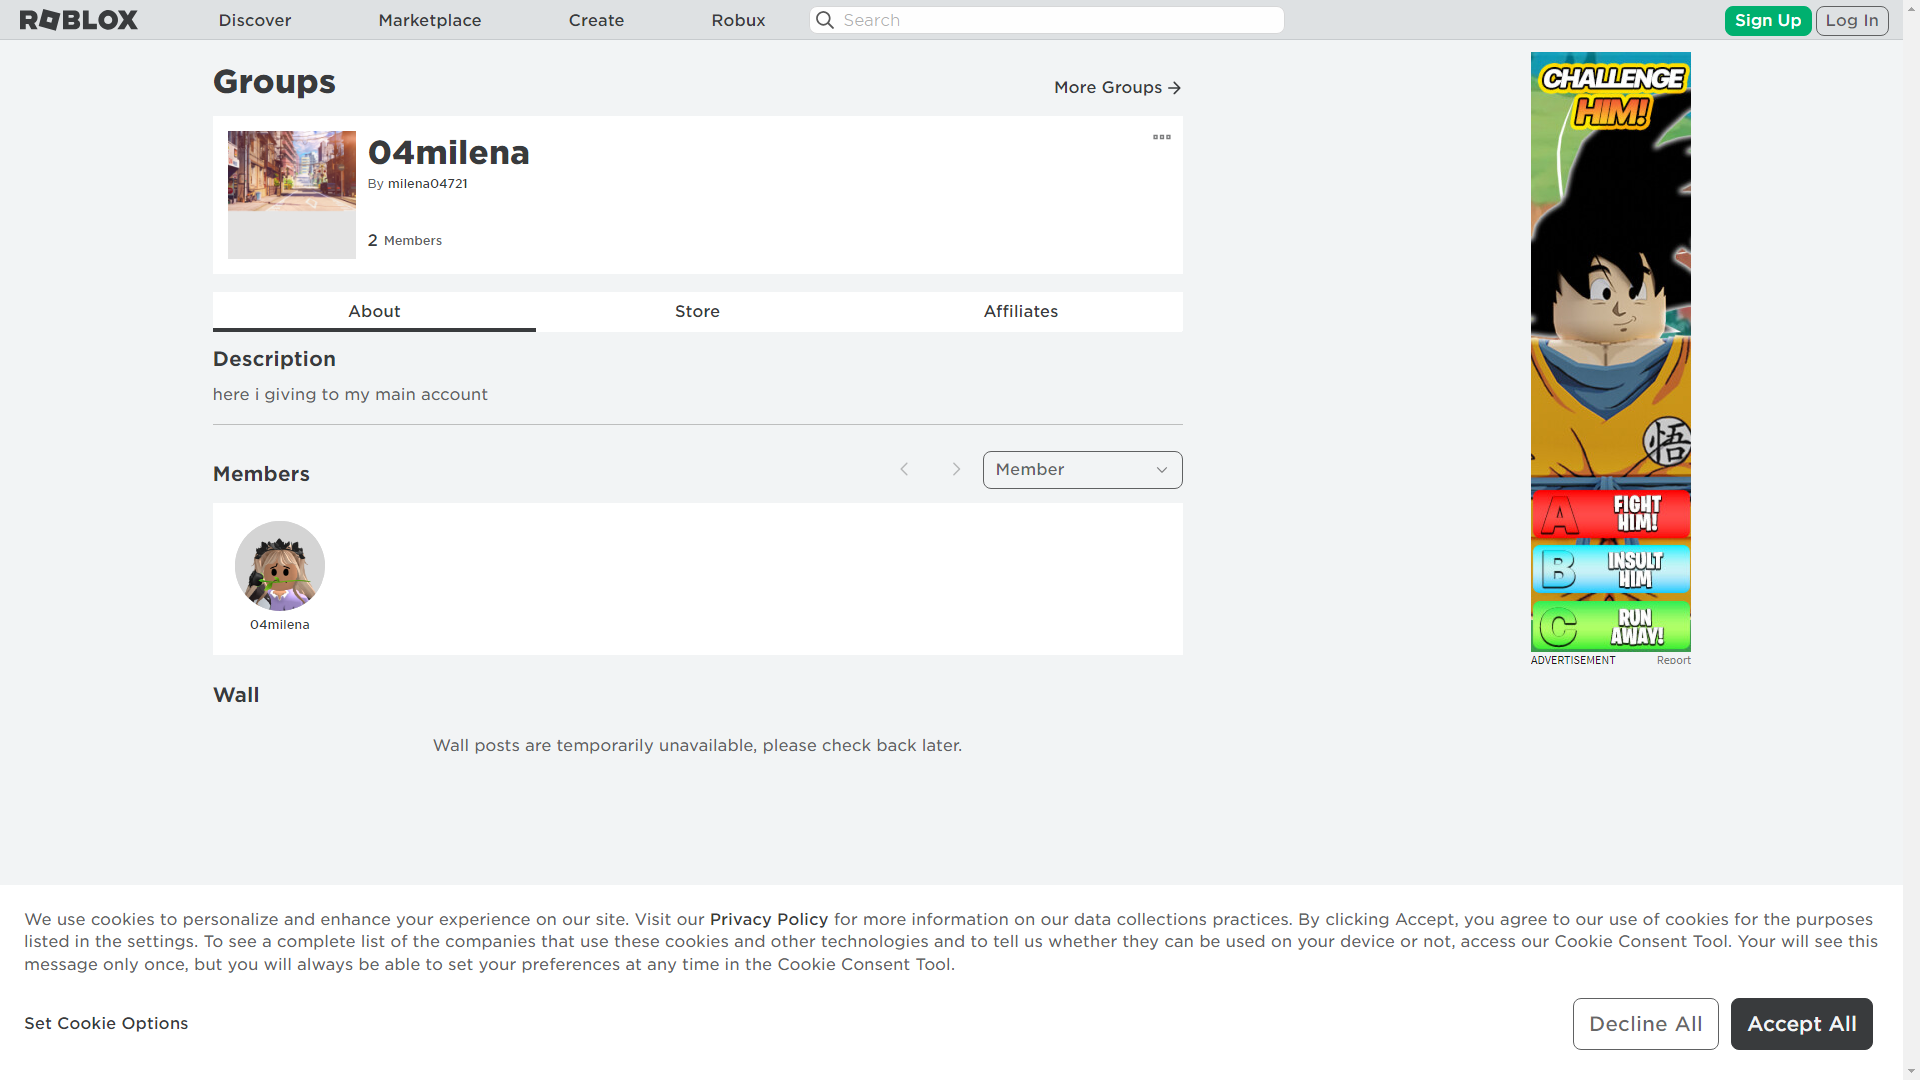 ROBLOX
Discover
Marketplace
Create
Robux
Search
Sign Up
Log In
Groups
More Groups
04milena
By milena04721
2 Members
About
Store
Affiliates
Description
here i giving to my main account
Members
Member
04milena
Wall
Wall posts are temporarily unavailable, please check back later.
CHALLENGE
HIM!
悟
A FIGHT HIM!
B INSULT HIM
C RUN AWAY!
ADVERTISEMENT
Report
We use cookies to personalize and enhance your experience on our site. Visit our Privacy Policy for more information on our data collections practices. By clicking Accept, you agree to our use of cookies for the purposes
listed in the settings. To see a complete list of the companies that use these cookies and other technologies and to tell us whether they can be used on your device or not, access our Cookie Consent Tool. Your will see this
message only once, but you will always be able to set your preferences at any time in the Cookie Consent Tool.
Set Cookie Options
Decline All
Accept All